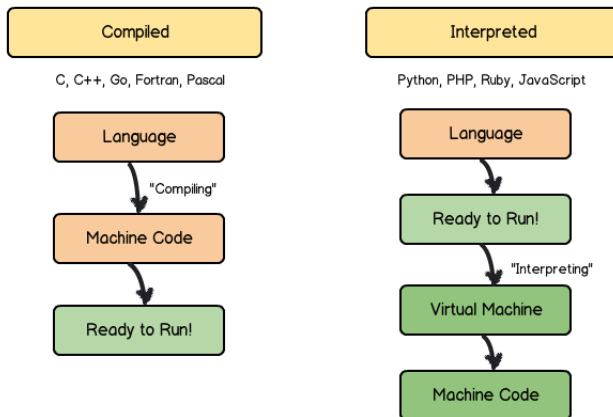 Compiled
C, C++, Go, Fortran, Pascal
Language
"Compiling"
Machine Code
Ready to Run!
Interpreted
Python, PHP, Ruby, JavaScript
Language
Ready to Run!
"Interpreting"
Virtual Machine
Machine Code